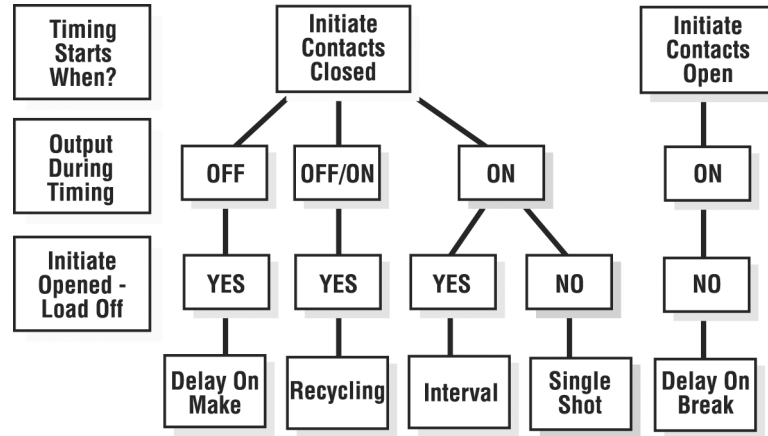 Timing
Starts
When?
Initiate
Contacts
Closed
Initiate
Contacts
Open
Output
During
Timing
OFF
OFF/ON
ON
ON
Initiate
Opened -
Load Off
YES
YES
YES
NO
NO
Delay On
Make
Recycling
Interval
Single
Shot
Delay On
Break